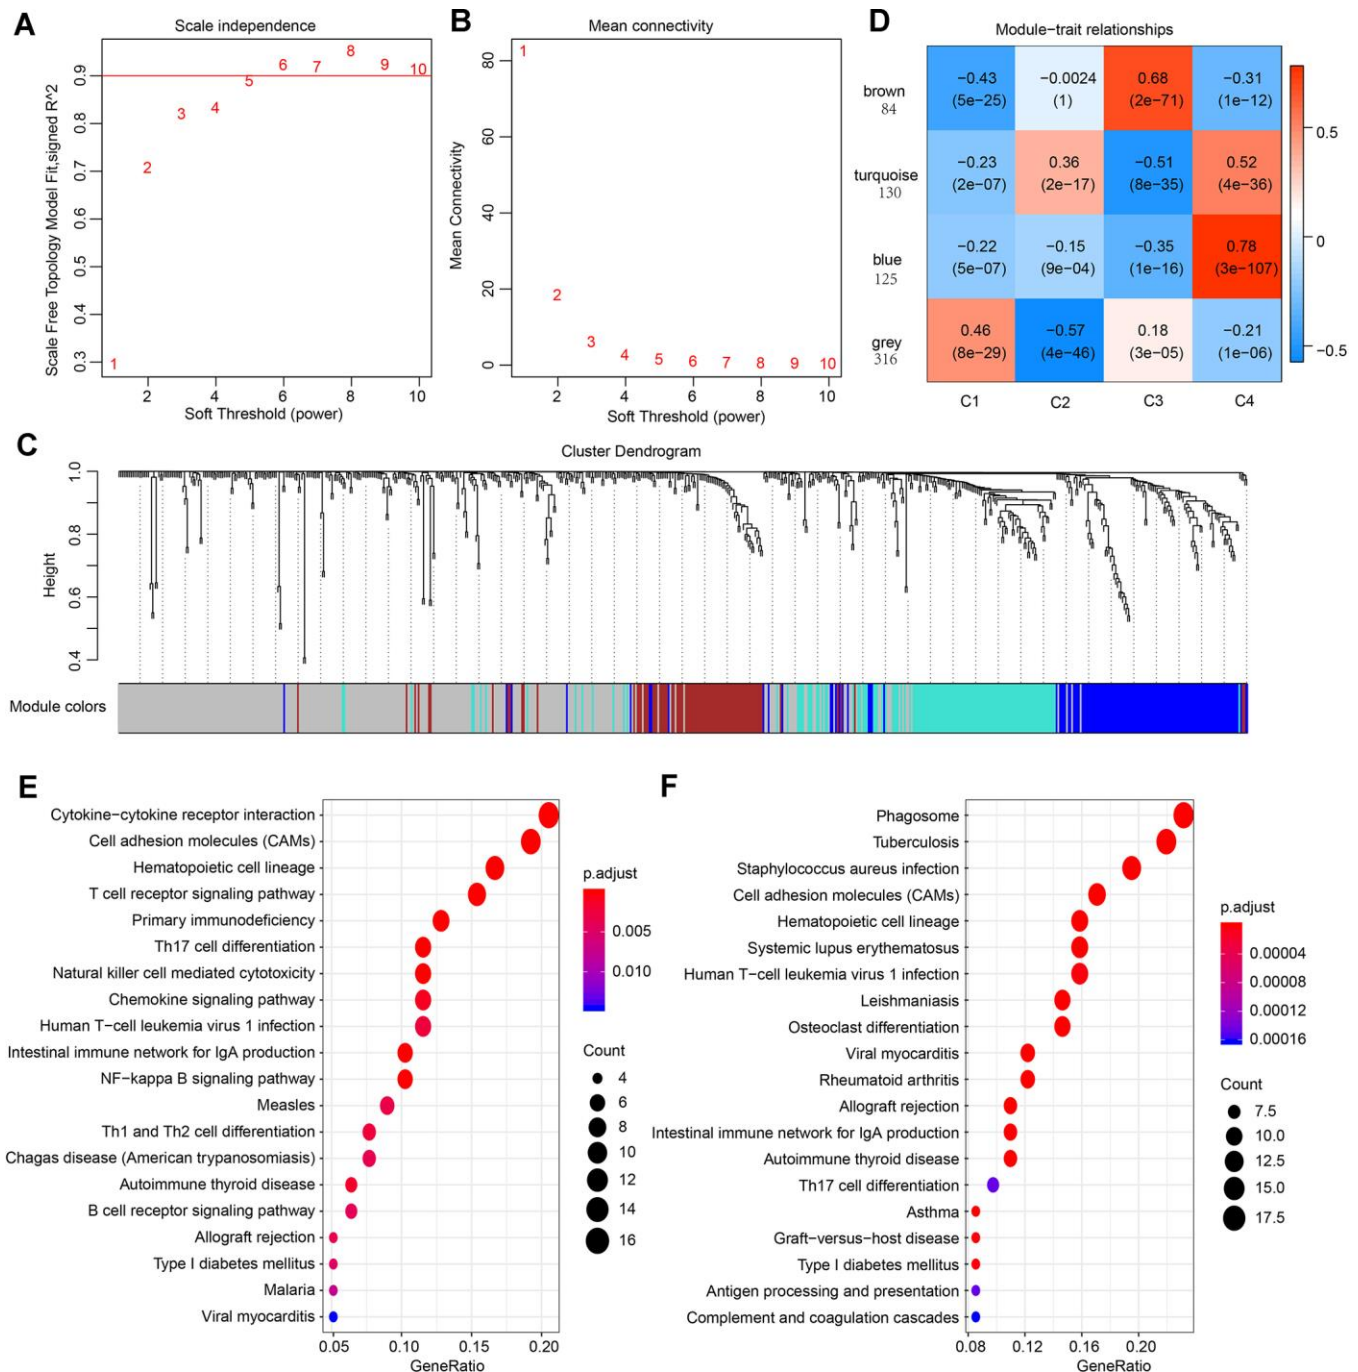 A
Scale independence
Scale Free Topology Model Fit,signed R^2
0.9
0.8
0.7
0.6
0.5
0.4
0.3
1
2
3
4
5
6
7
8
9
10
2 4 6 8 10
Soft Threshold (power)
B
Mean connectivity
Mean Connectivity
80
60
40
20
0
1
2
3
4
5
6
7
8
9
10
2 4 6 8 10
Soft Threshold (power)
D
Module−trait relationships
brown
84
−0.43 −0.0024 0.68 −0.31
(5e−25) (1) (2e−71) (1e−12)
turquoise
130
−0.23 0.36 −0.51 0.52
(2e−07) (2e−17) (8e−35) (4e−36)
blue
125
−0.22 −0.15 −0.35 0.78
(5e−07) (9e−04) (1e−16) (3e−107)
grey
316
0.46 −0.57 0.18 −0.21
(8e−29) (4e−46) (3e−05) (1e−06)
C1 C2 C3 C4
0.5
0
−0.5
C
Cluster Dendrogram
Height
1.0
0.8
0.6
0.4
Module colors
E
Cytokine−cytokine receptor interaction
Cell adhesion molecules (CAMs)
Hematopoietic cell lineage
T cell receptor signaling pathway
Primary immunodeficiency
Th17 cell differentiation
Natural killer cell mediated cytotoxicity
Chemokine signaling pathway
Human T−cell leukemia virus 1 infection
Intestinal immune network for IgA production
NF−kappa B signaling pathway
Measles
Th1 and Th2 cell differentiation
Chagas disease (American trypanosomiasis)
Autoimmune thyroid disease
B cell receptor signaling pathway
Allograft rejection
Type I diabetes mellitus
Malaria
Viral myocarditis
0.05 0.10 0.15 0.20
GeneRatio
p.adjust
0.005
0.010
Count
4
6
8
10
12
14
16
F
Phagosome
Tuberculosis
Staphylococcus aureus infection
Cell adhesion molecules (CAMs)
Hematopoietic cell lineage
Systemic lupus erythematosus
Human T−cell leukemia virus 1 infection
Leishmaniasis
Osteoclast differentiation
Viral myocarditis
Rheumatoid arthritis
Allograft rejection
Intestinal immune network for IgA production
Autoimmune thyroid disease
Th17 cell differentiation
Asthma
Graft−versus−host disease
Type I diabetes mellitus
Antigen processing and presentation
Complement and coagulation cascades
0.08 0.12 0.16 0.20
GeneRatio
p.adjust
0.00004
0.00008
0.00012
0.00016
Count
7.5
10.0
12.5
15.0
17.5